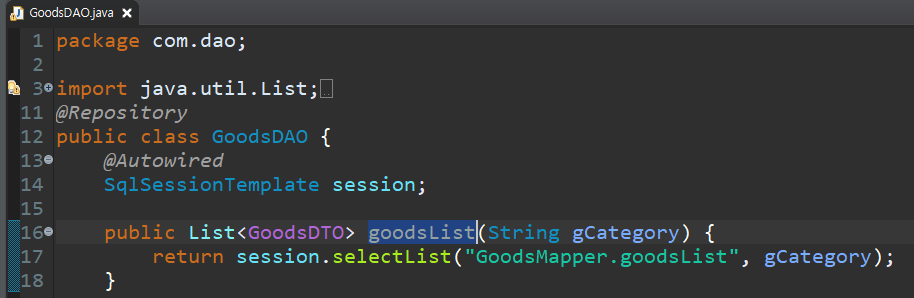 GoodsDAO.java
1 package com.dao;
2
3 import java.util.List;
11 @Repository
12 public class GoodsDAO {
13 @Autowired
14 SqlSessionTemplate session;
15
16 public List<GoodsDTO> goodsList(String gCategory) {
17 return session.selectList("GoodsMapper.goodsList", gCategory);
18 }